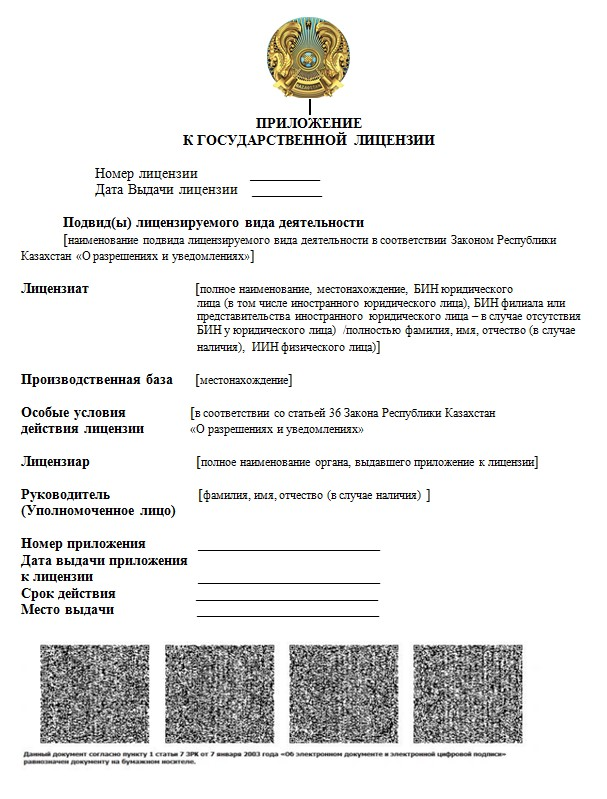 ҚАЗАҚСТАН
ПРИЛОЖЕНИЕ
К ГОСУДАРСТВЕННОЙ ЛИЦЕНЗИИ
Номер лицензии __________
Дата Выдачи лицензии __________
Подвид(ы) лицензируемого вида деятельности
[наименование подвида лицензируемого вида деятельности в соответствии Законом Республики
Казахстан «О разрешениях и уведомлениях»]
Лицензиат [полное наименование, местонахождение, БИН юридического
лица (в том числе иностранного юридического лица), БИН филиала или
представительства иностранного юридического лица – в случае отсутствия
БИН у юридического лица) /полностью фамилия, имя, отчество (в случае
наличия), ИИН физического лица)]
Производственная база [местонахождение]
Особые условия [в соответствии со статьей 36 Закона Республики Казахстан
действия лицензии «О разрешениях и уведомлениях»
Лицензиар [полное наименование органа, выдавшего приложение к лицензии]
Руководитель [фамилия, имя, отчество (в случае наличия) ]
(Уполномоченное лицо)
Номер приложения __________________________
Дата выдачи приложения
к лицензии __________________________
Срок действия __________________________
Место выдачи __________________________
Данный документ согласно пункту 1 статьи 7 ЗРК от 7 января 2003 года «Об электронном документе и электронной цифровой подписи»
равнозначен документу на бумажном носителе.